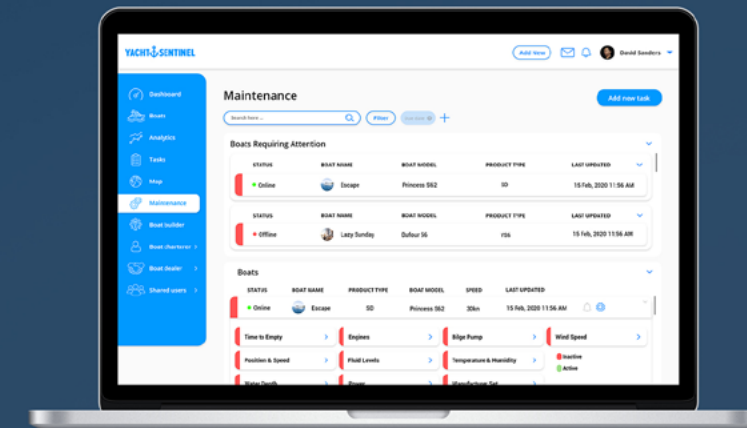 YACHT SENTINEL
Add New
David Sanders
Dashboard
Boats
Analytics
Tasks
Map
Maintenance
Boat builder
Boat charterer
Boat dealer
Shared users
Maintenance
Add new task
Search here ...
Filter
Boats Requiring Attention
STATUS BOAT NAME BOAT MODEL PRODUCT TYPE LAST UPDATED
Online Escape Princess S62 SD 15 Feb, 2020 11:56 AM
STATUS BOAT NAME BOAT MODEL PRODUCT TYPE LAST UPDATED
Offline Lazy Sunday Dufour 56 15 Feb, 2020 11:56 AM
Boats
STATUS BOAT NAME PRODUCT TYPE BOAT MODEL SPEED LAST UPDATED
Online Escape SD Princess S62 30kn 15 Feb, 2020 11:56 AM
Time to Empty Engines Bilge Pump Wind Speed
Position & Speed Fluid Levels Temperature & Humidity Inactive
Active
Water Depth Power Manufacturer Set